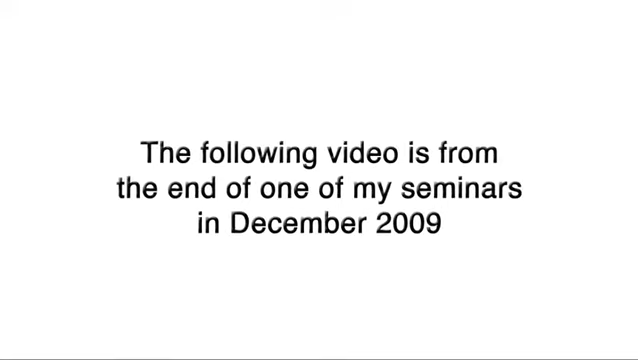 The following video is from
the end of one of my seminars
in December 2009